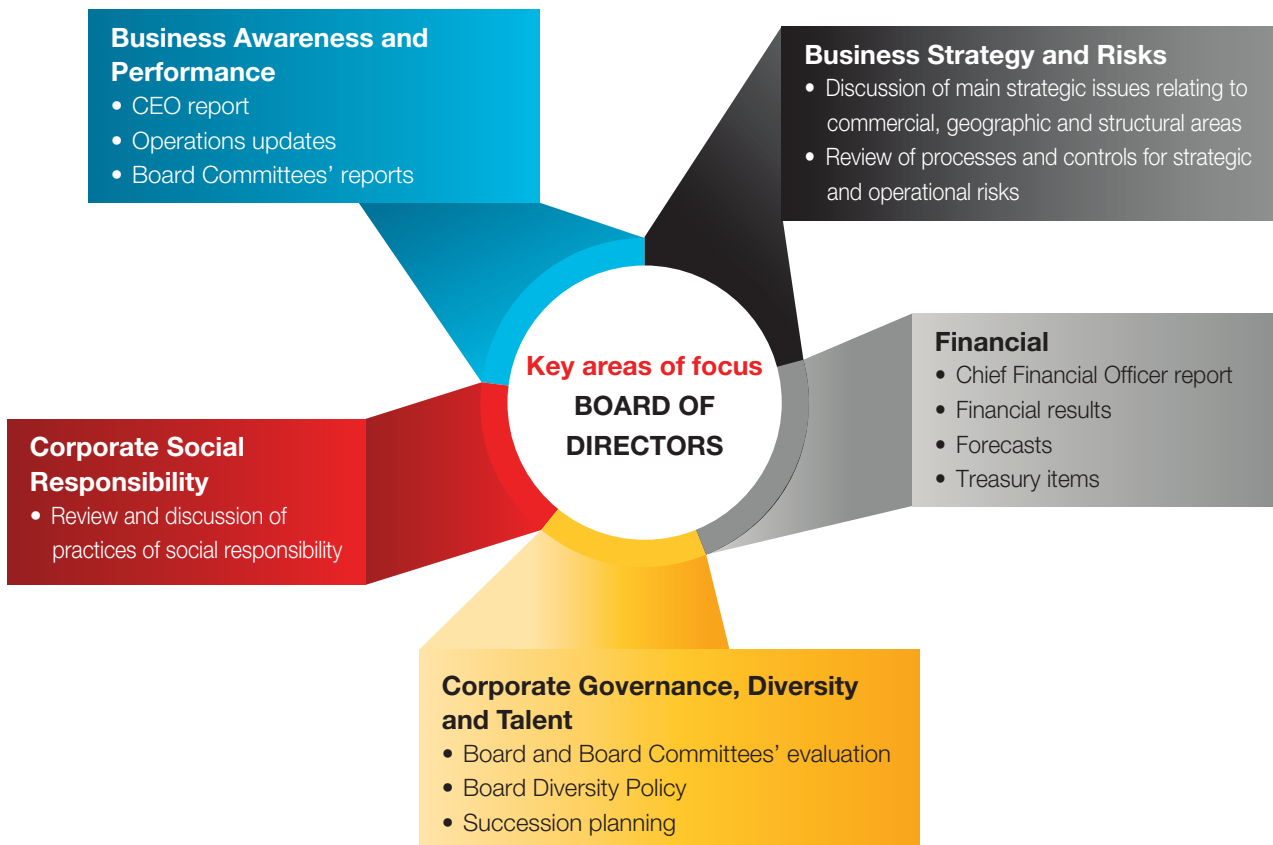 Business Awareness and
Performance
• CEO report
• Operations updates
• Board Committees’ reports
Business Strategy and Risks
• Discussion of main strategic issues relating to
commercial, geographic and structural areas
• Review of processes and controls for strategic
and operational risks
Key areas of focus
BOARD OF
DIRECTORS
Financial
• Chief Financial Officer report
• Financial results
• Forecasts
• Treasury items
Corporate Social
Responsibility
• Review and discussion of
practices of social responsibility
Corporate Governance, Diversity
and Talent
• Board and Board Committees’ evaluation
• Board Diversity Policy
• Succession planning